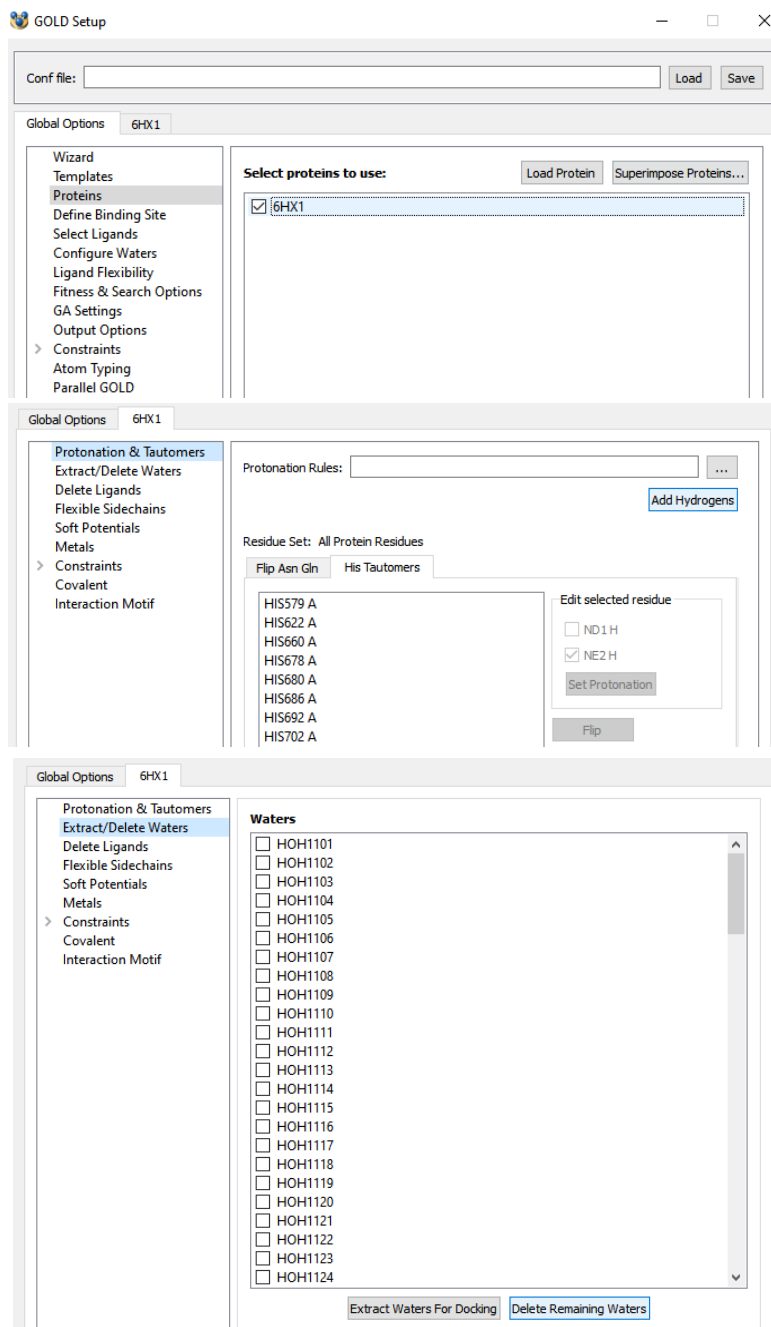 GOLD Setup
Conf file: Load Save
Global Options 6HX1
Wizard
Templates
Proteins
Define Binding Site
Select Ligands
Configure Waters
Ligand Flexibility
Fitness & Search Options
GA Settings
Output Options
Constraints
Atom Typing
Parallel GOLD
Select proteins to use: Load Protein Superimpose Proteins...
6HX1
Global Options 6HX1
Protonation & Tautomers
Extract/Delete Waters
Delete Ligands
Flexible Sidechains
Soft Potentials
Metals
Constraints
Covalent
Interaction Motif
Protonation Rules: ...
Add Hydrogens
Residue Set: All Protein Residues
Flip Asn Gln His Tautomers
HIS579 A
HIS622 A
HIS660 A
HIS678 A
HIS680 A
HIS686 A
HIS692 A
HIS702 A
Edit selected residue
ND1 H
NE2 H
Set Protonation
Flip
Global Options 6HX1
Protonation & Tautomers
Extract/Delete Waters
Delete Ligands
Flexible Sidechains
Soft Potentials
Metals
Constraints
Covalent
Interaction Motif
Waters
HOH1101
HOH1102
HOH1103
HOH1104
HOH1105
HOH1106
HOH1107
HOH1108
HOH1109
HOH1110
HOH1111
HOH1112
HOH1113
HOH1114
HOH1115
HOH1116
HOH1117
HOH1118
HOH1119
HOH1120
HOH1121
HOH1122
HOH1123
HOH1124
Extract Waters For Docking Delete Remaining Waters